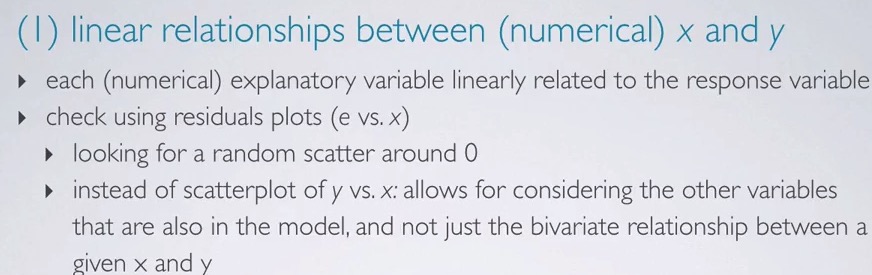 (1) linear relationships between (numerical) x and y
▸ each (numerical) explanatory variable linearly related to the response variable
▸ check using residuals plots (e vs. x)
▸ looking for a random scatter around 0
▸ instead of scatterplot of y vs. x: allows for considering the other variables
that are also in the model, and not just the bivariate relationship between a
given x and y